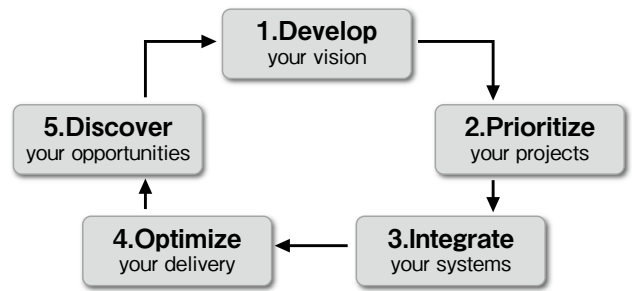 1.Develop
your vision
2.Prioritize
your projects
3.Integrate
your systems
4.Optimize
your delivery
5.Discover
your opportunities